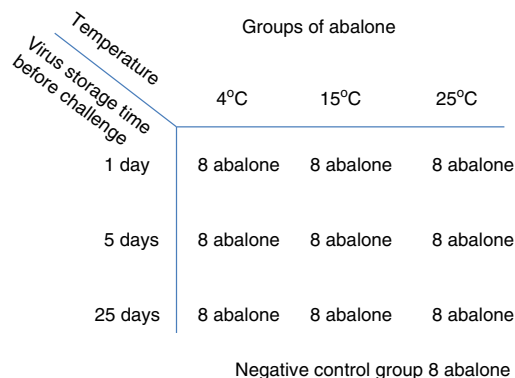 Groups of abalone
Temperature
Virus storage time
before challenge
4°C 15°C 25°C
1 day 8 abalone 8 abalone 8 abalone
5 days 8 abalone 8 abalone 8 abalone
25 days 8 abalone 8 abalone 8 abalone
Negative control group 8 abalone